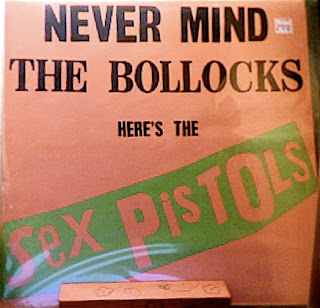 NEVER MIND
THE BOLLOCKS
HERE'S THE
Sex PisTOLs